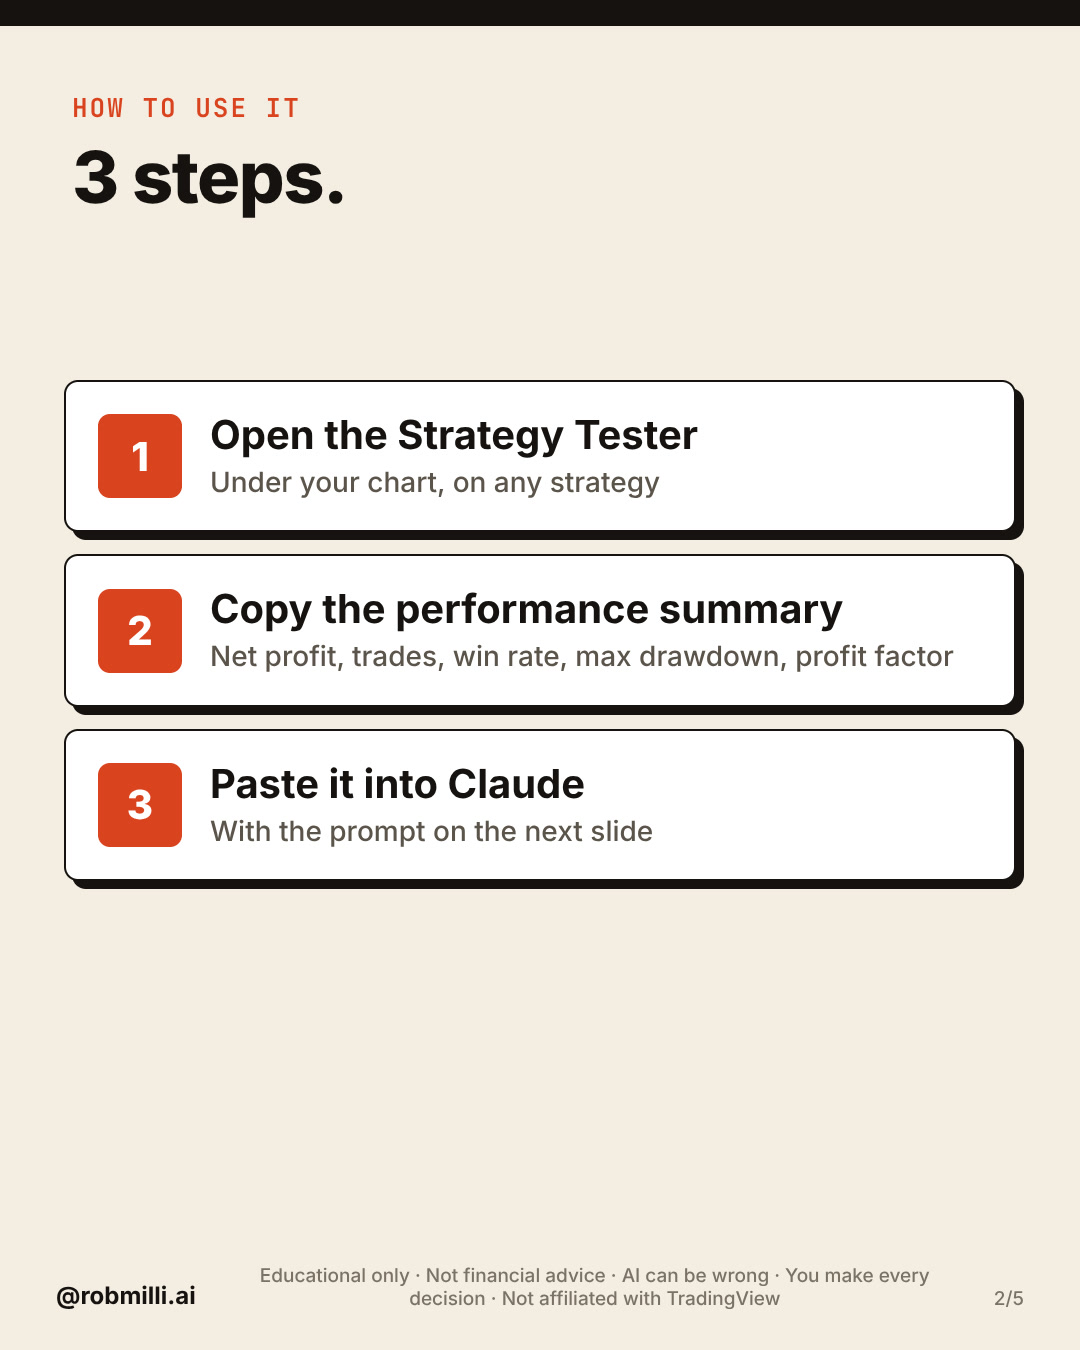 HOW TO USE IT
3 steps.
1
Open the Strategy Tester
Under your chart, on any strategy
2
Copy the performance summary
Net profit, trades, win rate, max drawdown, profit factor
3
Paste it into Claude
With the prompt on the next slide
@robmilli.ai
Educational only · Not financial advice · AI can be wrong · You make every
decision · Not affiliated with TradingView
2/5